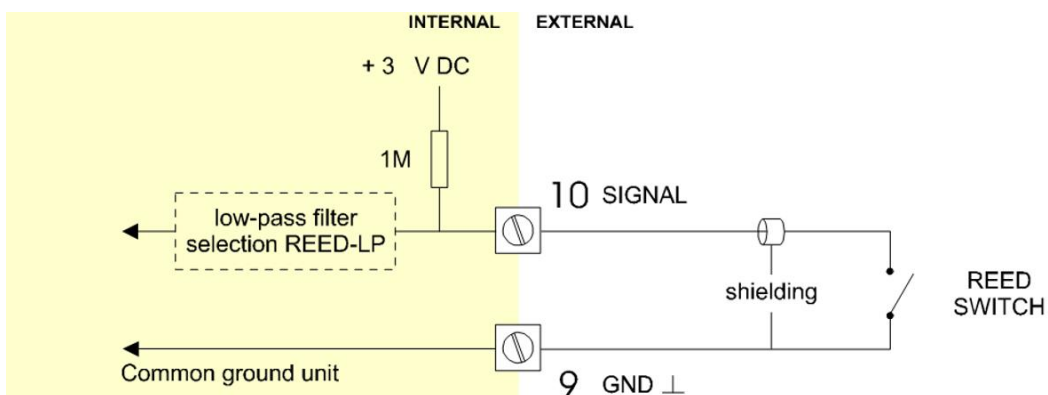 INTERNAL EXTERNAL
+ 3 V DC
1M
10 SIGNAL
low-pass filter
selection REED-LP
shielding
REED
SWITCH
Common ground unit
9 GND ⊥